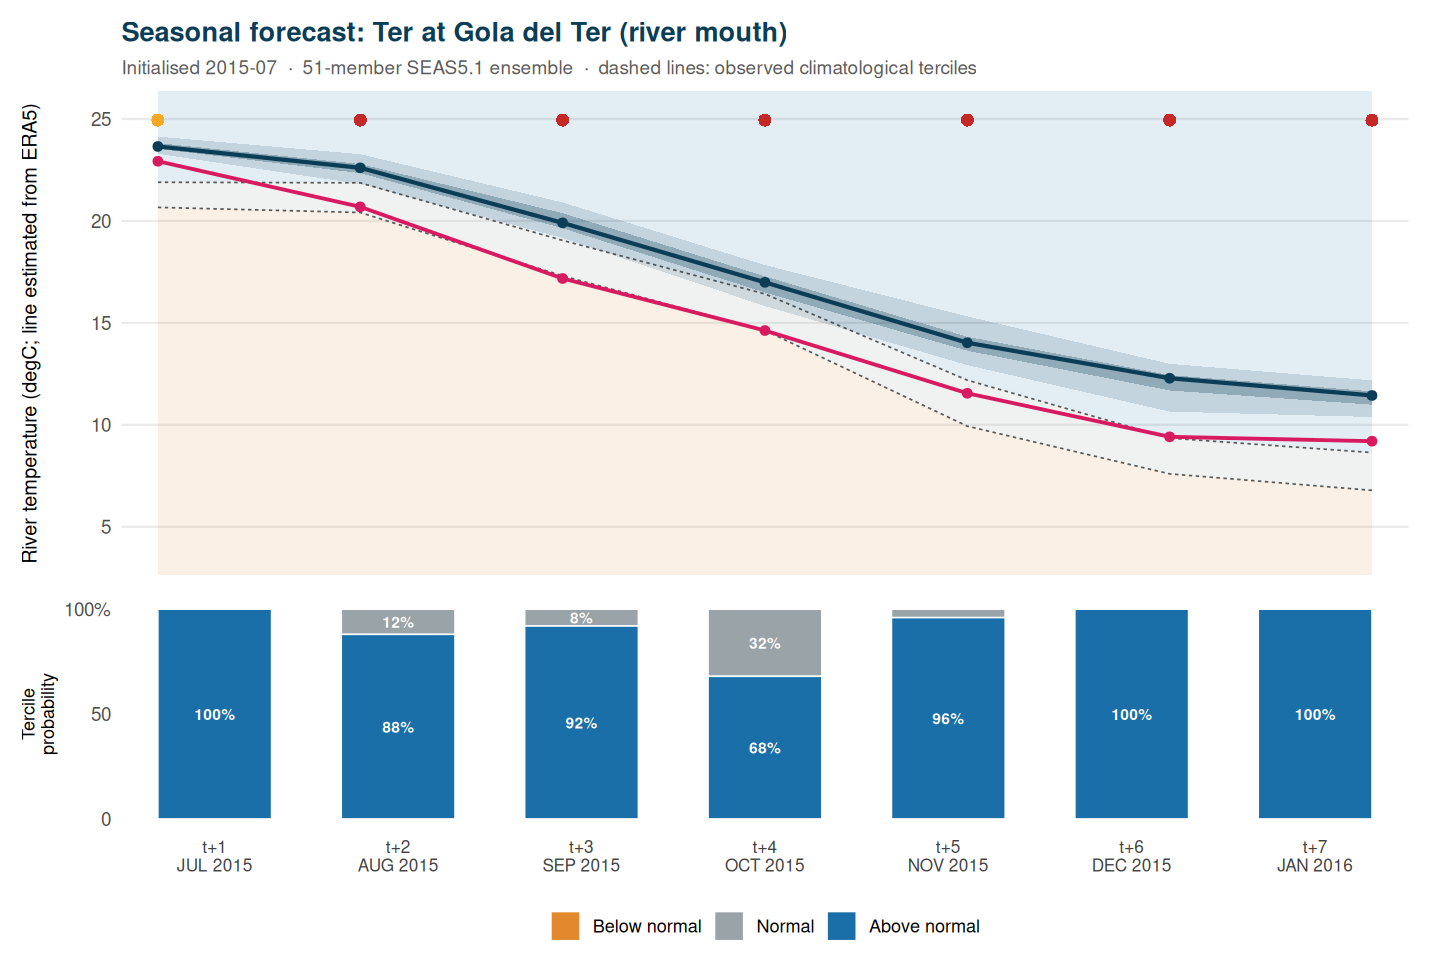 Seasonal forecast: Ter at Gola del Ter (river mouth)
Initialised 2015-07 · 51-member SEAS5.1 ensemble · dashed lines: observed climatological terciles
River temperature (degC; line estimated from ERA5)
25
20
15
10
5
Tercile
probability
100%
50
0
100%
12%
88%
8%
92%
32%
68%
96%
100%
100%
t+1
JUL 2015
t+2
AUG 2015
t+3
SEP 2015
t+4
OCT 2015
t+5
NOV 2015
t+6
DEC 2015
t+7
JAN 2016
Below normal
Normal
Above normal